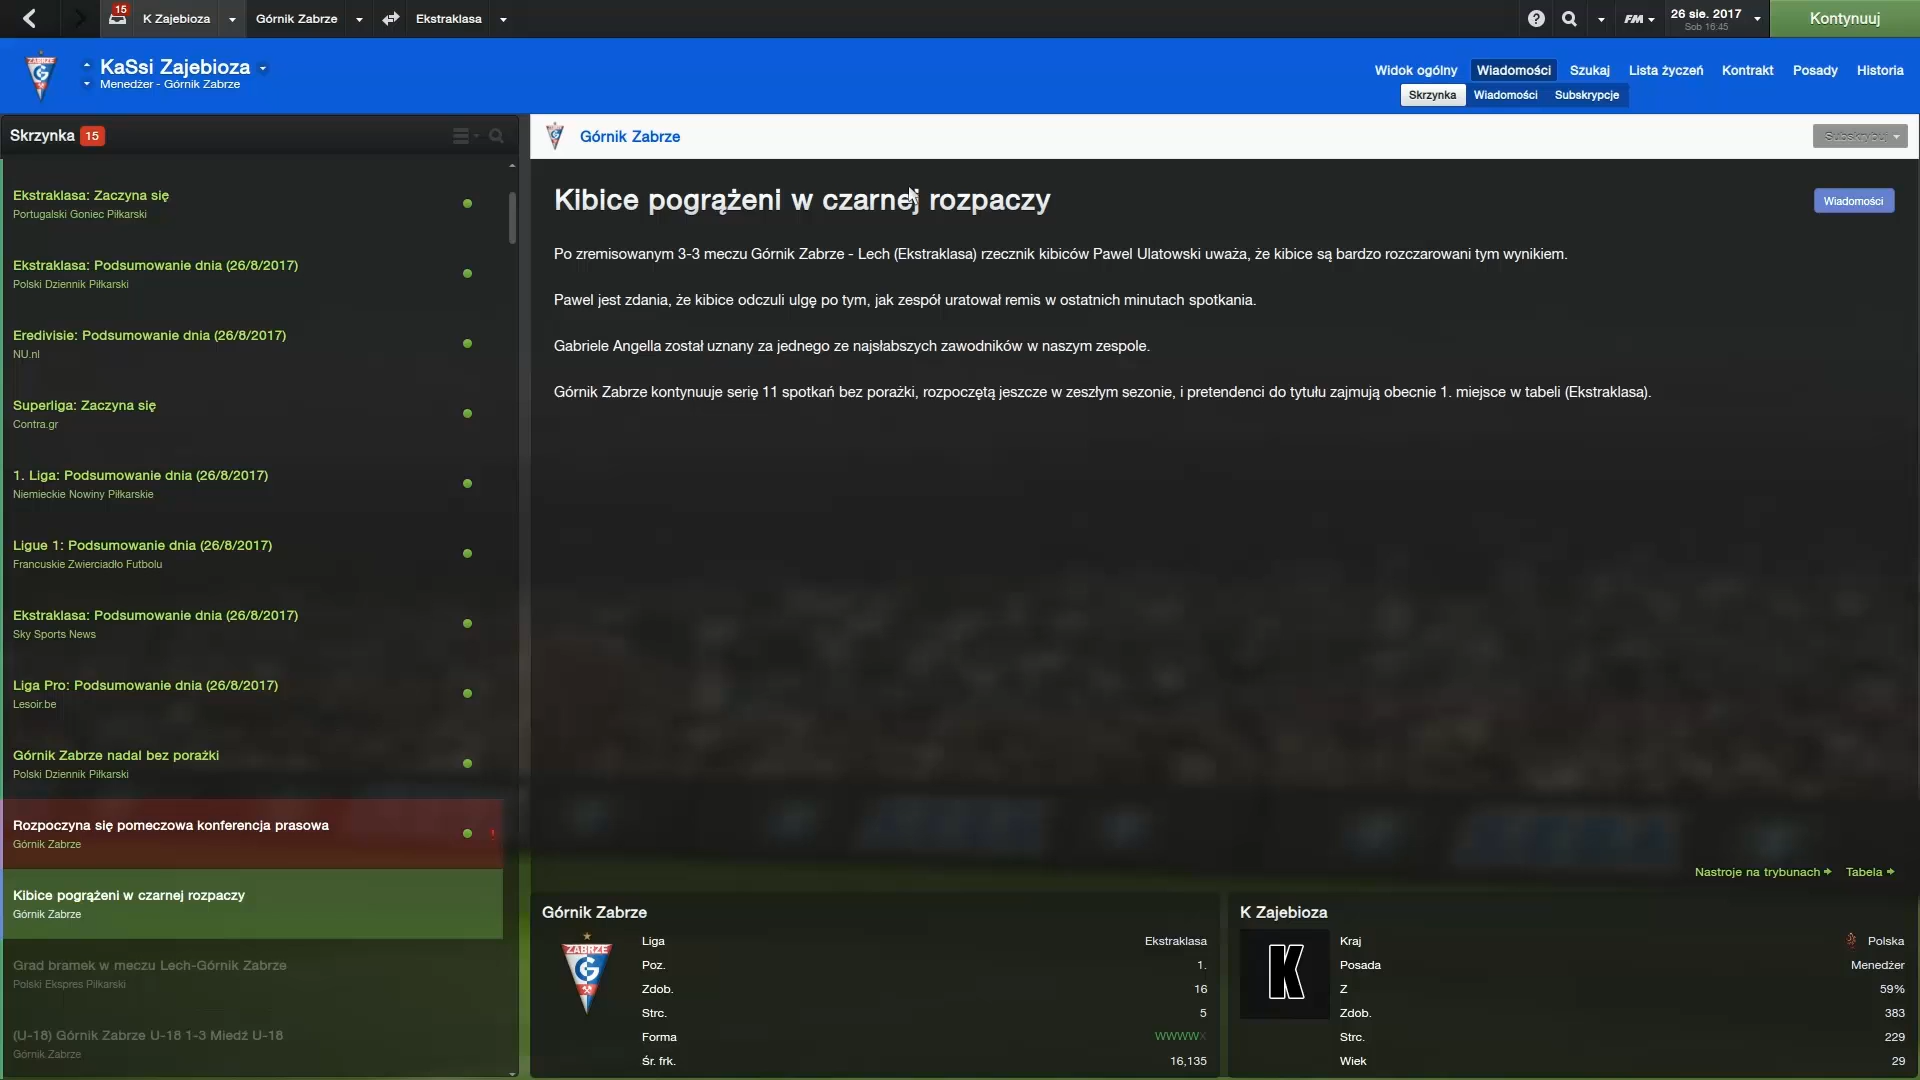 15
K Zajebioza
Górnik Zabrze
Ekstraklasa
FM
26 sie. 2017
Sob 16:45
Kontynuuj
KaSsi Zajebioza
Menedżer - Górnik Zabrze
Widok ogólny
Wiadomości
Szukaj
Lista życzeń
Kontrakt
Posady
Historia
Skrzynka
Wiadomości
Subskrypcje
Skrzynka 15
Ekstraklasa: Zaczyna się
Portugalski Goniec Piłkarski
Ekstraklasa: Podsumowanie dnia (26/8/2017)
Polski Dziennik Piłkarski
Eredivisie: Podsumowanie dnia (26/8/2017)
NU.nl
Superliga: Zaczyna się
Contra.gr
1. Liga: Podsumowanie dnia (26/8/2017)
Niemieckie Nowiny Piłkarskie
Ligue 1: Podsumowanie dnia (26/8/2017)
Francuskie Zwierciadło Futbolu
Ekstraklasa: Podsumowanie dnia (26/8/2017)
Sky Sports News
Liga Pro: Podsumowanie dnia (26/8/2017)
Lesoir.be
Górnik Zabrze nadal bez porażki
Polski Dziennik Piłkarski
Rozpoczyna się pomeczowa konferencja prasowa
Górnik Zabrze
Kibice pogrążeni w czarnej rozpaczy
Górnik Zabrze
Grad bramek w meczu Lech-Górnik Zabrze
Polski Ekspres Piłkarski
(U-18) Górnik Zabrze U-18 1-3 Miedź U-18
Górnik Zabrze
Górnik Zabrze
Subskrybuj
Kibice pogrążeni w czarnej rozpaczy
Wiadomości
Po zremisowanym 3-3 meczu Górnik Zabrze - Lech (Ekstraklasa) rzecznik kibiców Pawel Ulatowski uważa, że kibice są bardzo rozczarowani tym wynikiem.
Pawel jest zdania, że kibice odczuli ulgę po tym, jak zespół uratował remis w ostatnich minutach spotkania.
Gabriele Angella został uznany za jednego ze najsłabszych zawodników w naszym zespole.
Górnik Zabrze kontynuuje serię 11 spotkań bez porażki, rozpoczętą jeszcze w zeszłym sezonie, i pretendenci do tytułu zajmują obecnie 1. miejsce w tabeli (Ekstraklasa).
Nastroje na trybunach
Tabela
Górnik Zabrze
ZABRZE
Liga Ekstraklasa
Poz. 1.
Zdob. 16
Strc. 5
Forma WWWW
Śr. frk. 16,135
K Zajebioza
K
Kraj Polska
Posada Menedżer
Z 59%
Zdob. 383
Strc. 229
Wiek 29